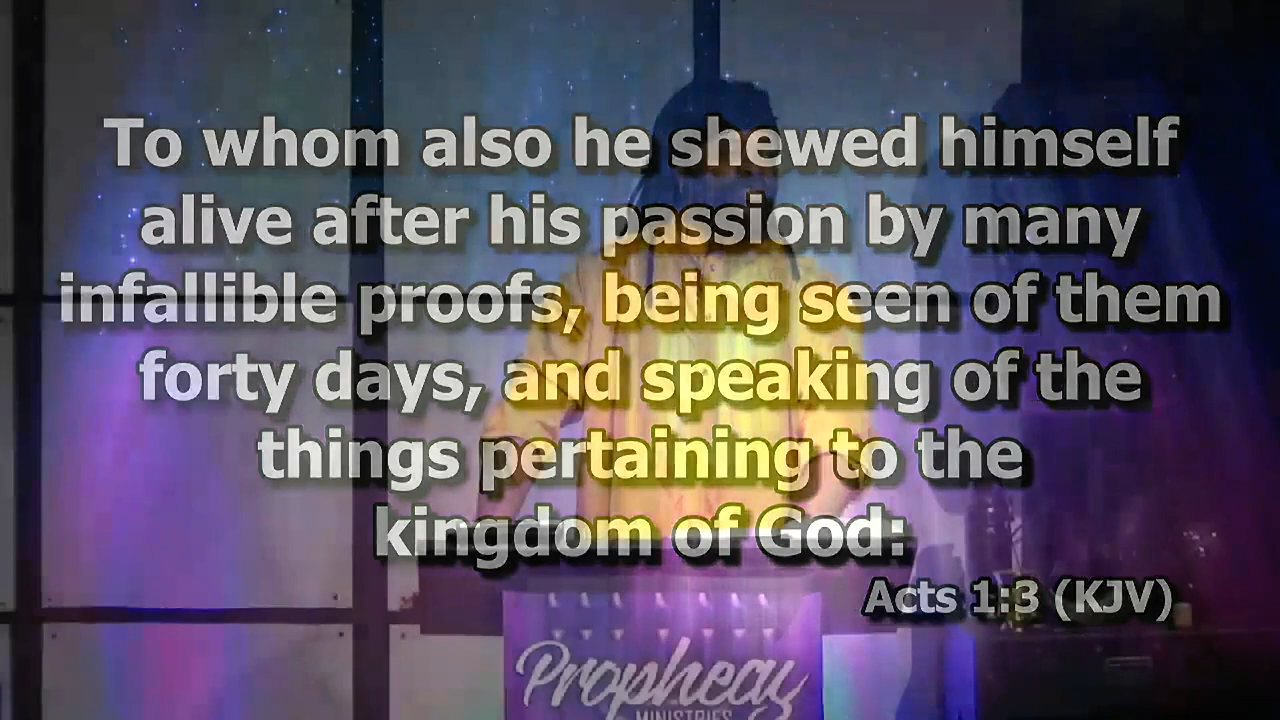 To whom also he shewed himself
alive after his passion by many
infallible proofs, being seen of them
forty days, and speaking of the
things pertaining to the
kingdom of God:
Acts 1:3 (KJV)
Prophecy
MINISTRIES